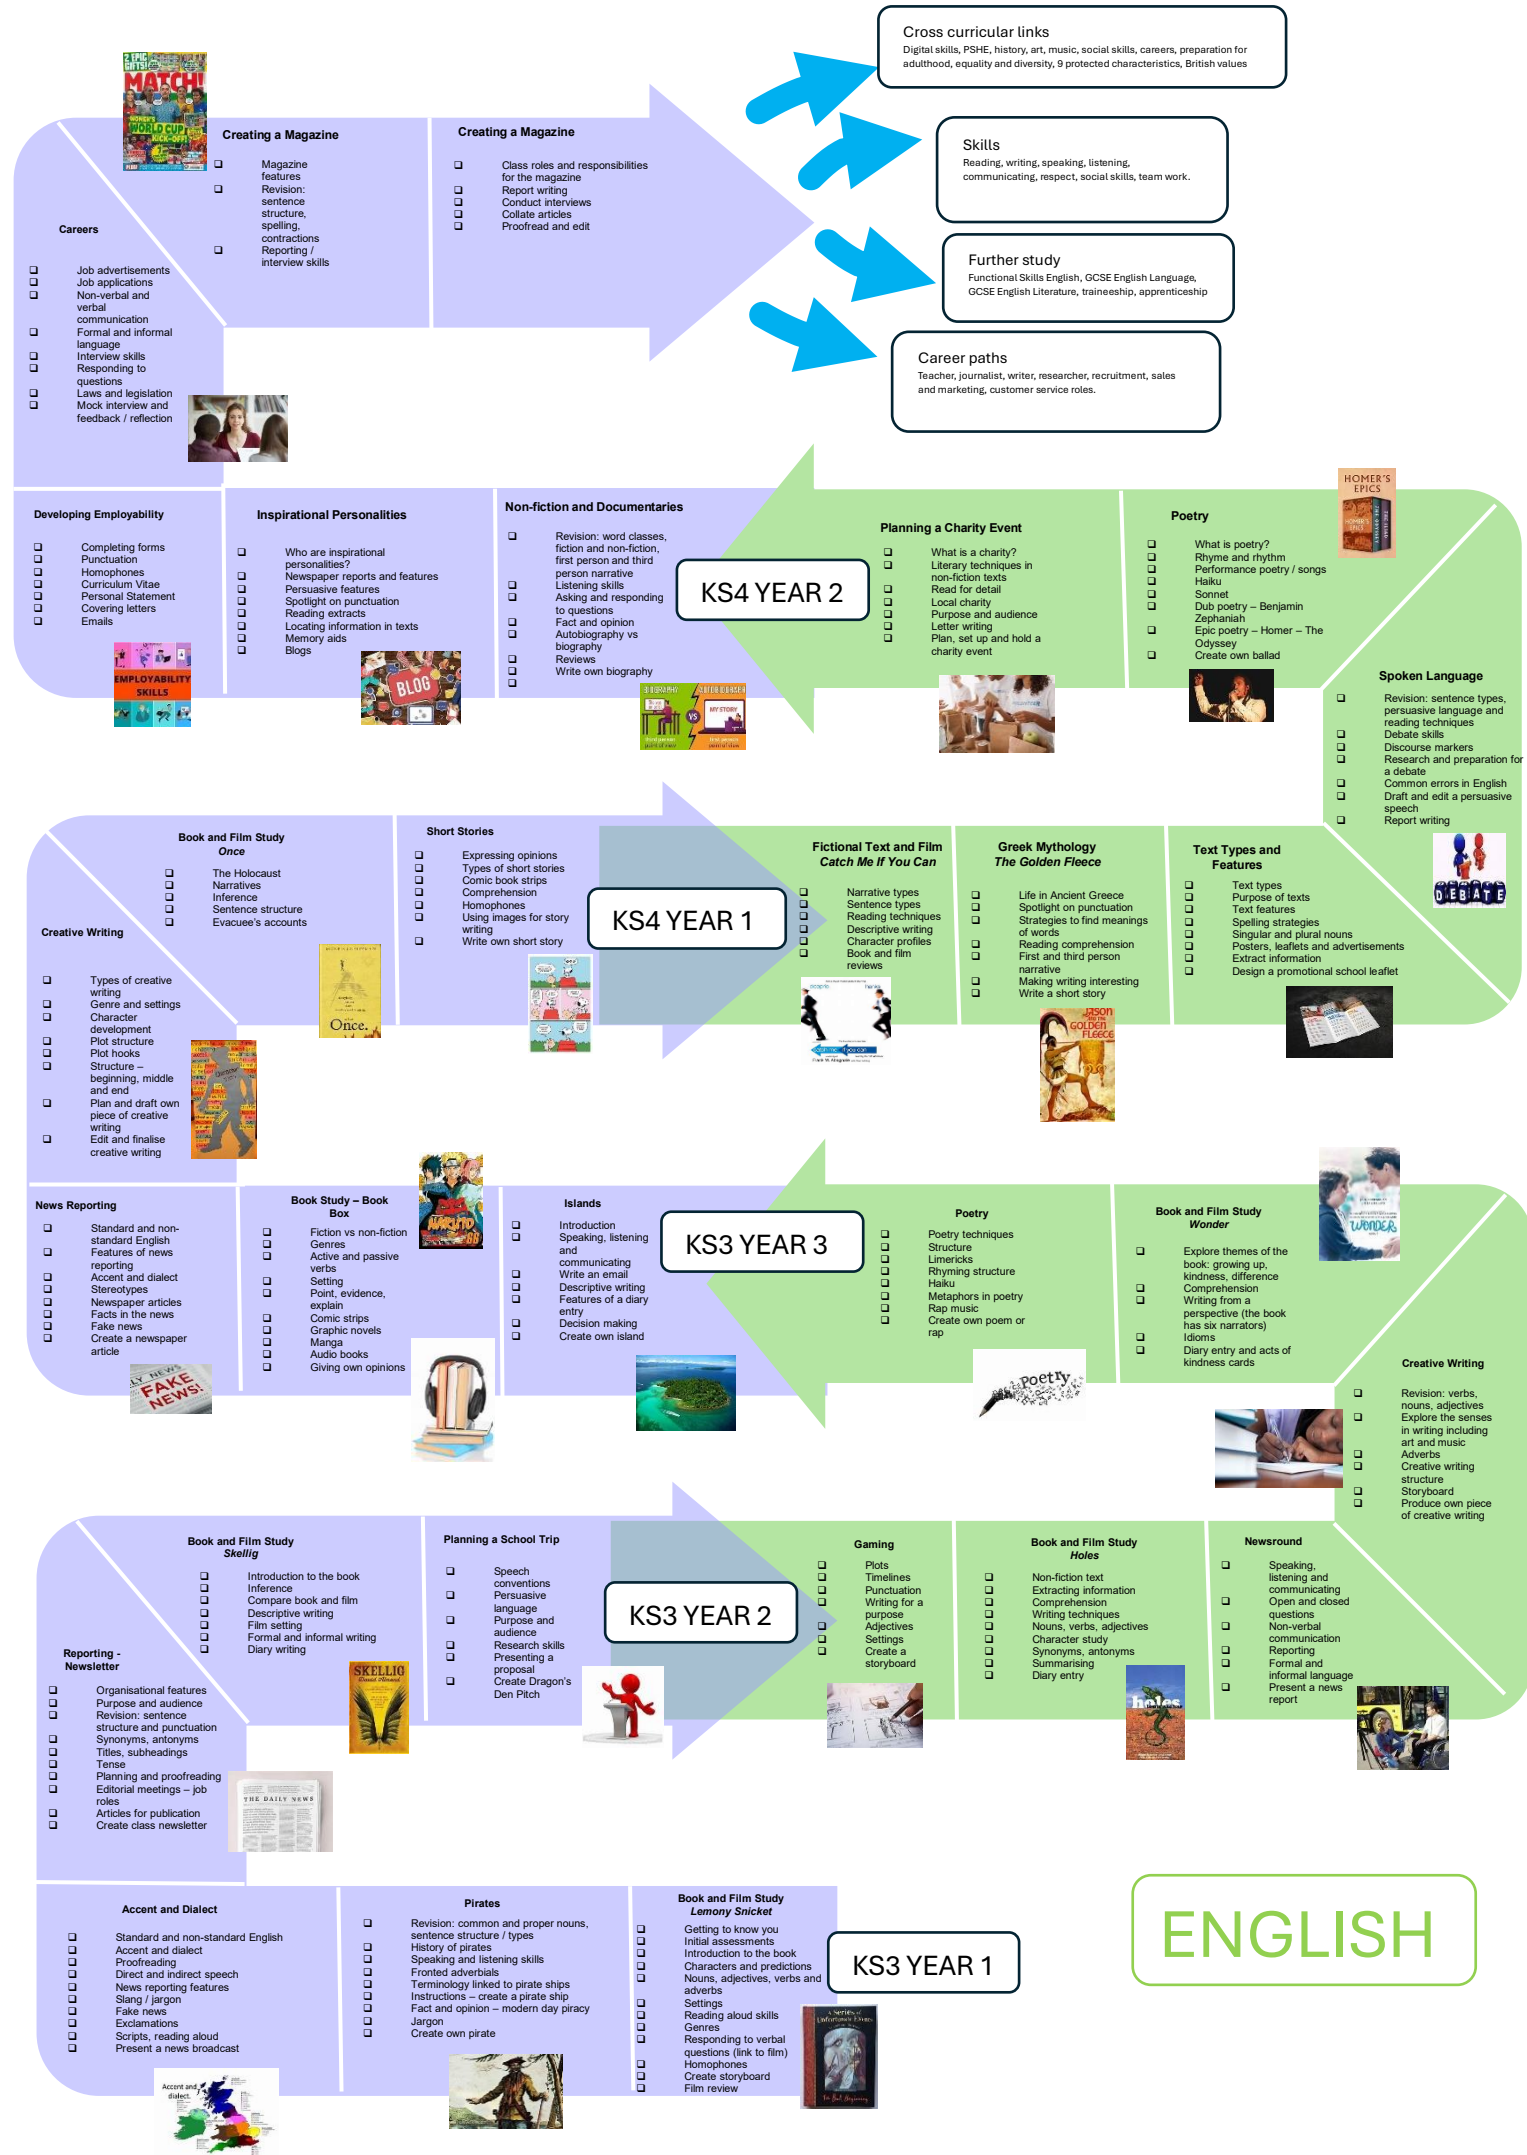 Cross curricular links
Digital skills, PSHE, history, art, music, social skills, careers, preparation for
adulthood, equality and diversity, 9 protected characteristics, British values
Skills
Reading, writing, speaking, listening,
communicating, respect, social skills, team work.
Further study
Functional Skills English, GCSE English Language,
GCSE English Literature, traineeship, apprenticeship
Career paths
Teacher, journalist, writer, researcher, recruitment, sales
and marketing, customer service roles.
MATCH!
WORLD CUP
KICK-OFF!
Creating a Magazine
Magazine
features
Revision:
sentence
structure,
spelling,
contractions
Reporting /
interview skills
Creating a Magazine
Class roles and responsibilities
for the magazine
Report writing
Conduct interviews
Collate articles
Proofread and edit
Careers
Job advertisements
Job applications
Non-verbal and
verbal
communication
Formal and informal
language
Interview skills
Responding to
questions
Laws and legislation
Mock interview and
feedback / reflection
Developing Employability
Completing forms
Punctuation
Homophones
Curriculum Vitae
Personal Statement
Covering letters
Emails
EMPLOYABILITY
SKILLS
Inspirational Personalities
Who are inspirational
personalities?
Newspaper reports and features
Persuasive features
Spotlight on punctuation
Reading extracts
Locating information in texts
Memory aids
Blogs
BLOG
Non-fiction and Documentaries
Revision: word classes,
fiction and non-fiction,
first person and third
person narrative
Listening skills
Asking and responding
to questions
Fact and opinion
Autobiography vs
biography
Reviews
Write own biography
BIOGRAPHY
VS
MY STORY
KS4 YEAR 2
Planning a Charity Event
What is a charity?
Literary techniques in
non-fiction texts
Read for detail
Local charity
Purpose and audience
Letter writing
Plan, set up and hold a
charity event
Poetry
What is poetry?
Rhyme and rhythm
Performance poetry / songs
Haiku
Sonnet
Dub poetry – Benjamin
Zephaniah
Epic poetry – Homer – The
Odyssey
Create own ballad
HOMER'S
EPICS
Spoken Language
Revision: sentence types,
persuasive language and
reading techniques
Debate skills
Discourse markers
Research and preparation for
a debate
Common errors in English
Draft and edit a persuasive
speech
Report writing
DEBATE
Book and Film Study
Once
The Holocaust
Narratives
Inference
Sentence structure
Evacuee's accounts
Once.
Short Stories
Expressing opinions
Types of short stories
Comic book strips
Comprehension
Homophones
Using images for story
writing
Write own short story
KS4 YEAR 1
Fictional Text and Film
Catch Me If You Can
Narrative types
Sentence types
Reading techniques
Descriptive writing
Character profiles
Book and film
reviews
Greek Mythology
The Golden Fleece
Life in Ancient Greece
Spotlight on punctuation
Strategies to find meanings
of words
Reading comprehension
First and third person
narrative
Making writing interesting
Write a short story
JASON
GOLDEN
FLEECE
Text Types and
Features
Text types
Purpose of texts
Text features
Spelling strategies
Singular and plural nouns
Posters, leaflets and advertisements
Extract information
Design a promotional school leaflet
Creative Writing
Types of creative
writing
Genre and settings
Character
development
Plot structure
Plot hooks
Structure –
beginning, middle
and end
Plan and draft own
piece of creative
writing
Edit and finalise
creative writing
News Reporting
Standard and non-
standard English
Features of news
reporting
Accent and dialect
Stereotypes
Newspaper articles
Facts in the news
Fake news
Create a newspaper
article
FAKE
NEWS!
Book Study – Book
Box
Fiction vs non-fiction
Genres
Active and passive
verbs
Setting
Point, evidence,
explain
Comic strips
Graphic novels
Manga
Audio books
Giving own opinions
NARUTO
Islands
Introduction
Speaking, listening
and
communicating
Write an email
Descriptive writing
Features of a diary
entry
Decision making
Create own island
KS3 YEAR 3
Poetry
Poetry techniques
Structure
Limericks
Rhyming structure
Haiku
Metaphors in poetry
Rap music
Create own poem or
rap
Poetry
Book and Film Study
Wonder
Explore themes of the
book: growing up,
kindness, difference
Comprehension
Writing from a
perspective (the book
has six narrators)
Idioms
Diary entry and acts of
kindness cards
WONDER
Creative Writing
Revision: verbs,
nouns, adjectives
Explore the senses
in writing including
art and music
Adverbs
Creative writing
structure
Storyboard
Produce own piece
of creative writing
Book and Film Study
Skellig
Introduction to the book
Inference
Compare book and film
Descriptive writing
Film setting
Formal and informal writing
Diary writing
SKELLIG
David Almond
Planning a School Trip
Speech
conventions
Persuasive
language
Purpose and
audience
Research skills
Presenting a
proposal
Create Dragon's
Den Pitch
KS3 YEAR 2
Gaming
Plots
Timelines
Punctuation
Writing for a
purpose
Adjectives
Settings
Create a
storyboard
Book and Film Study
Holes
Non-fiction text
Extracting information
Comprehension
Writing techniques
Nouns, verbs, adjectives
Character study
Synonyms, antonyms
Summarising
Diary entry
holes
Newsround
Speaking,
listening and
communicating
Open and closed
questions
Non-verbal
communication
Reporting
Formal and
informal language
Present a news
report
Reporting -
Newsletter
Organisational features
Purpose and audience
Revision: sentence
structure and punctuation
Synonyms, antonyms
Titles, subheadings
Tense
Planning and proofreading
Editorial meetings – job
roles
Articles for publication
Create class newsletter
THE DAILY NEWS
Accent and Dialect
Standard and non-standard English
Accent and dialect
Proofreading
Direct and indirect speech
News reporting features
Slang / jargon
Fake news
Exclamations
Scripts, reading aloud
Present a news broadcast
Accent and
dialect.
Pirates
Revision: common and proper nouns,
sentence structure / types
History of pirates
Speaking and listening skills
Fronted adverbials
Terminology linked to pirate ships
Instructions – create a pirate ship
Fact and opinion – modern day piracy
Jargon
Create own pirate
Book and Film Study
Lemony Snicket
Getting to know you
Initial assessments
Introduction to the book
Characters and predictions
Nouns, adjectives, verbs and
adverbs
Settings
Reading aloud skills
Genres
Responding to verbal
questions (link to film)
Homophones
Create storyboard
Film review
A Series of
Unfortunate Events
KS3 YEAR 1
ENGLISH